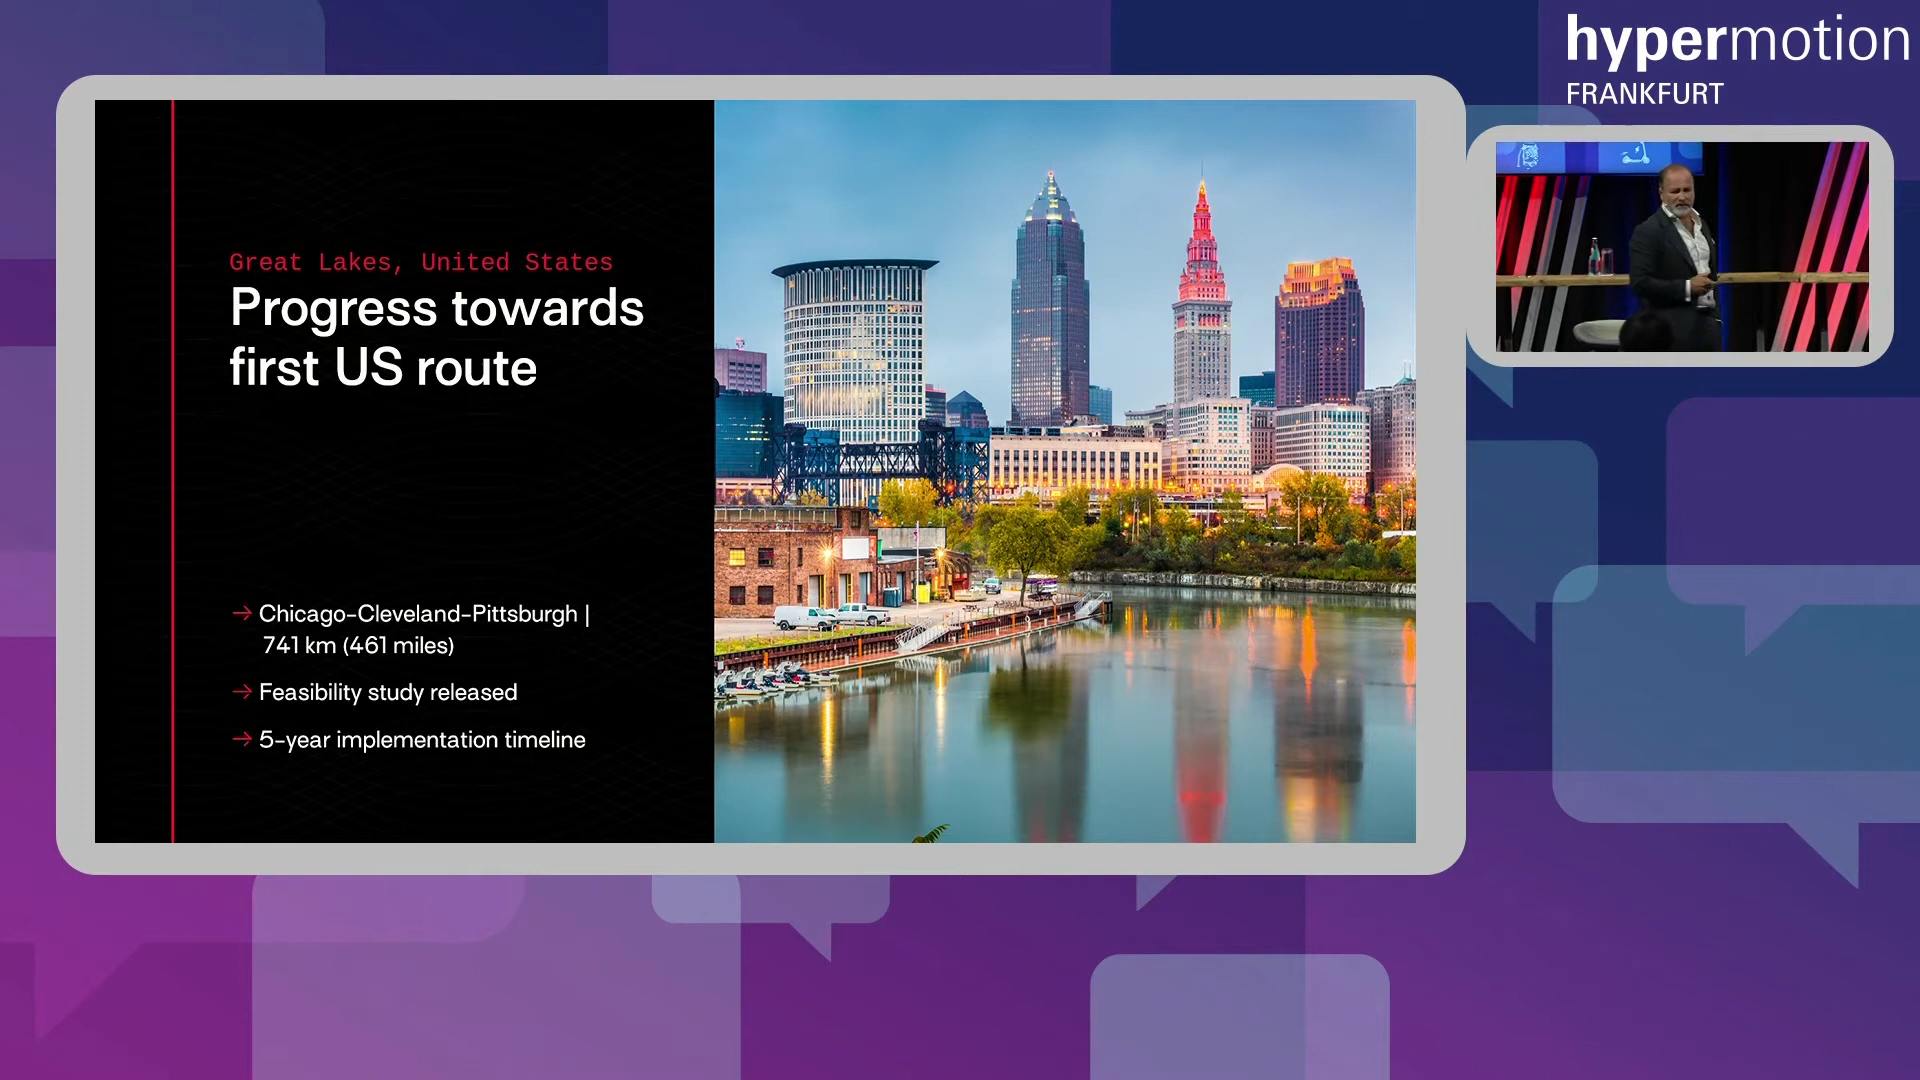 hypermotion
FRANKFURT
Great Lakes, United States
Progress towards
first US route
→ Chicago–Cleveland–Pittsburgh |
741 km (461 miles)
→ Feasibility study released
→ 5-year implementation timeline